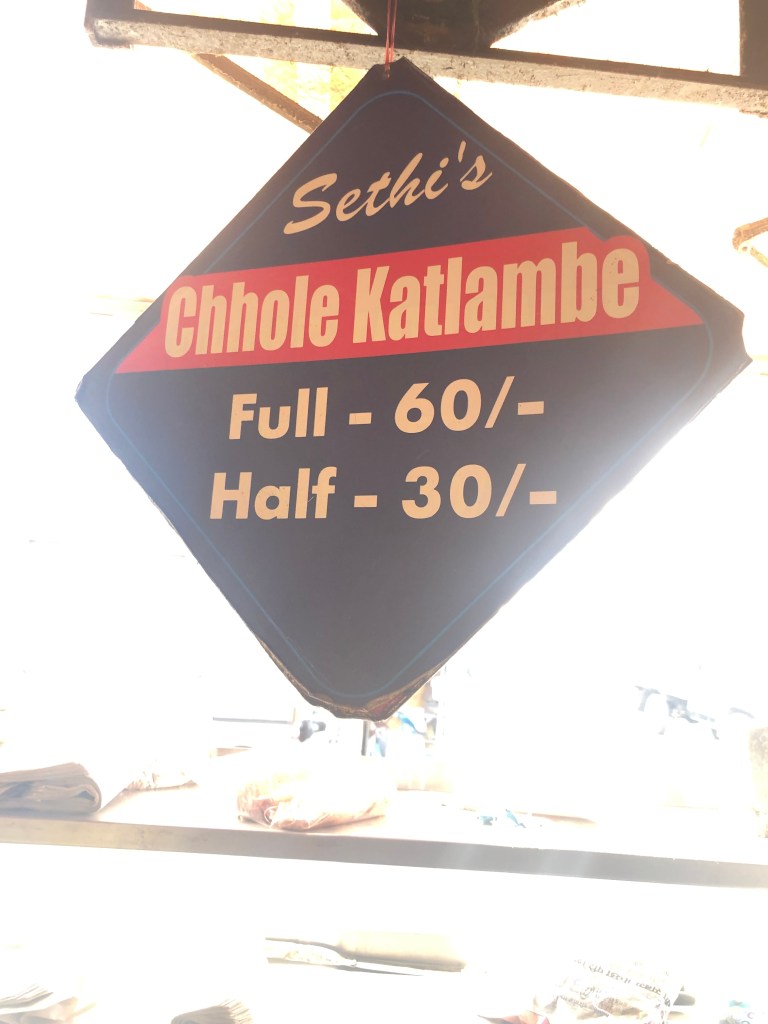 Sethi's
Chhole Katlambe
Full - 60/-
Half - 30/-